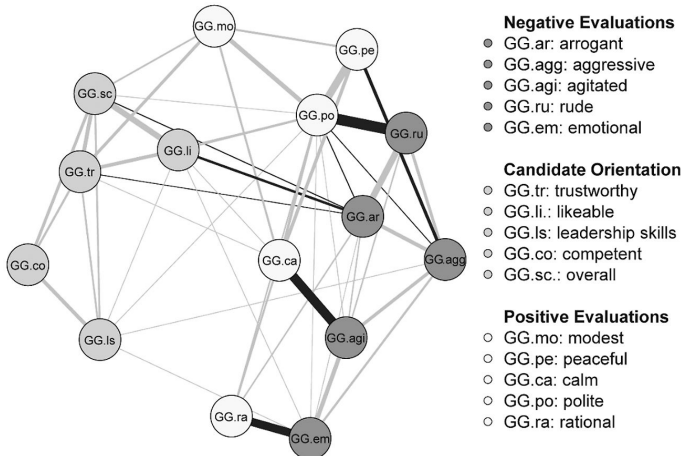 GG.mo
GG.pe
GG.sc
GG.po
GG.ru
GG.li
GG.tr
GG.ar
GG.co
GG.ca
GG.agg
GG.ls
GG.agi
GG.ra
GG.em
Negative Evaluations
GG.ar: arrogant
GG.agg: aggressive
GG.agi: agitated
GG.ru: rude
GG.em: emotional
Candidate Orientation
GG.tr: trustworthy
GG.li.: likeable
GG.ls: leadership skills
GG.co: competent
GG.sc.: overall
Positive Evaluations
GG.mo: modest
GG.pe: peaceful
GG.ca: calm
GG.po: polite
GG.ra: rational